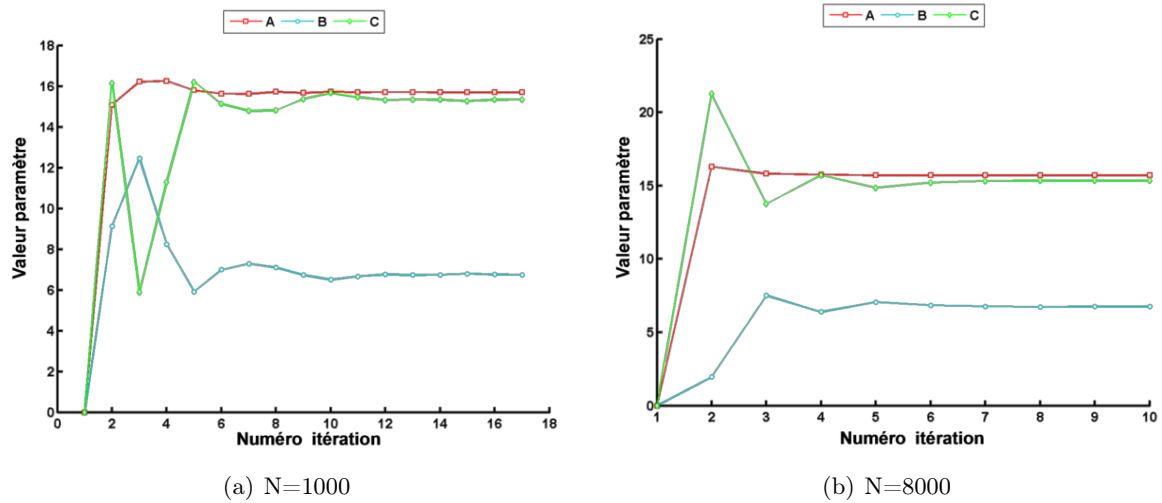 A B C
18
16
14
12
10
8
6
4
2
0
Valeur paramètre
0 2 4 6 8 10 12 14 16 18
Numéro itération
(a) N=1000
A B C
25
20
15
10
5
0
Valeur paramètre
1 2 3 4 5 6 7 8 9 10
Numéro itération
(b) N=8000